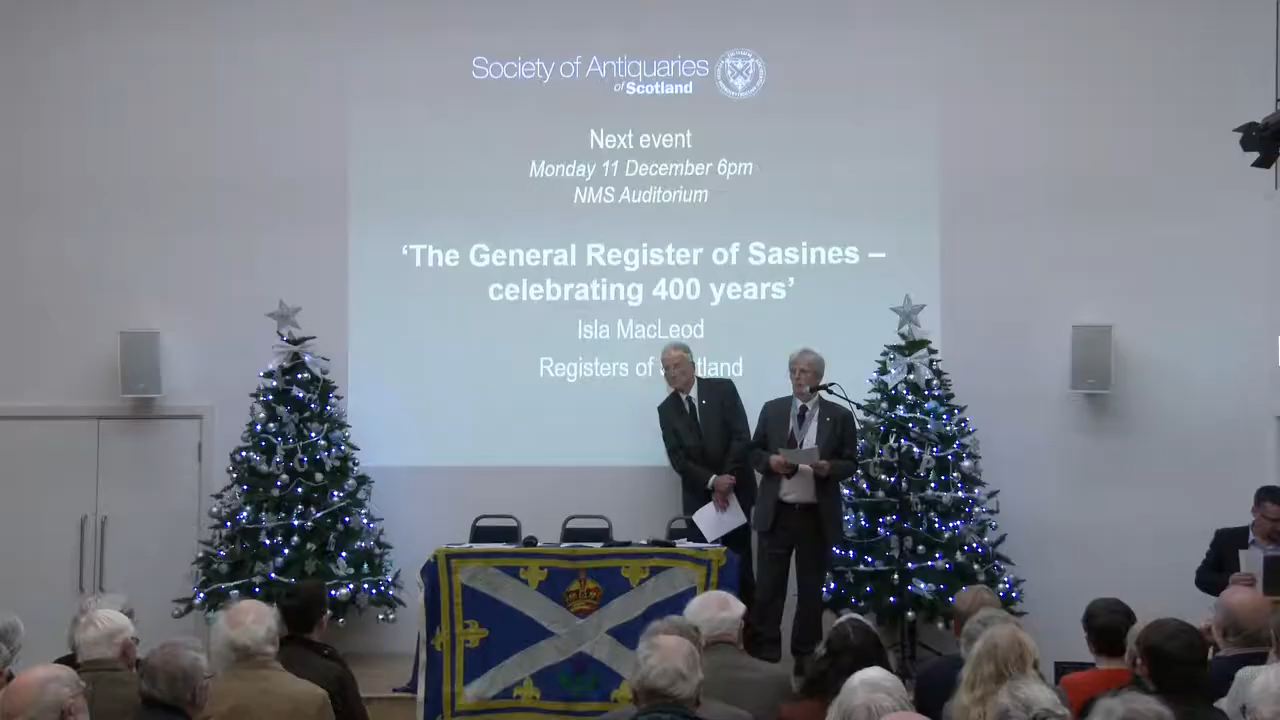 Society of Antiquaries
of Scotland
Next event
Monday 11 December 6pm
NMS Auditorium
‘The General Register of Sasines –
celebrating 400 years’
Isla MacLeod
Registers of Scotland